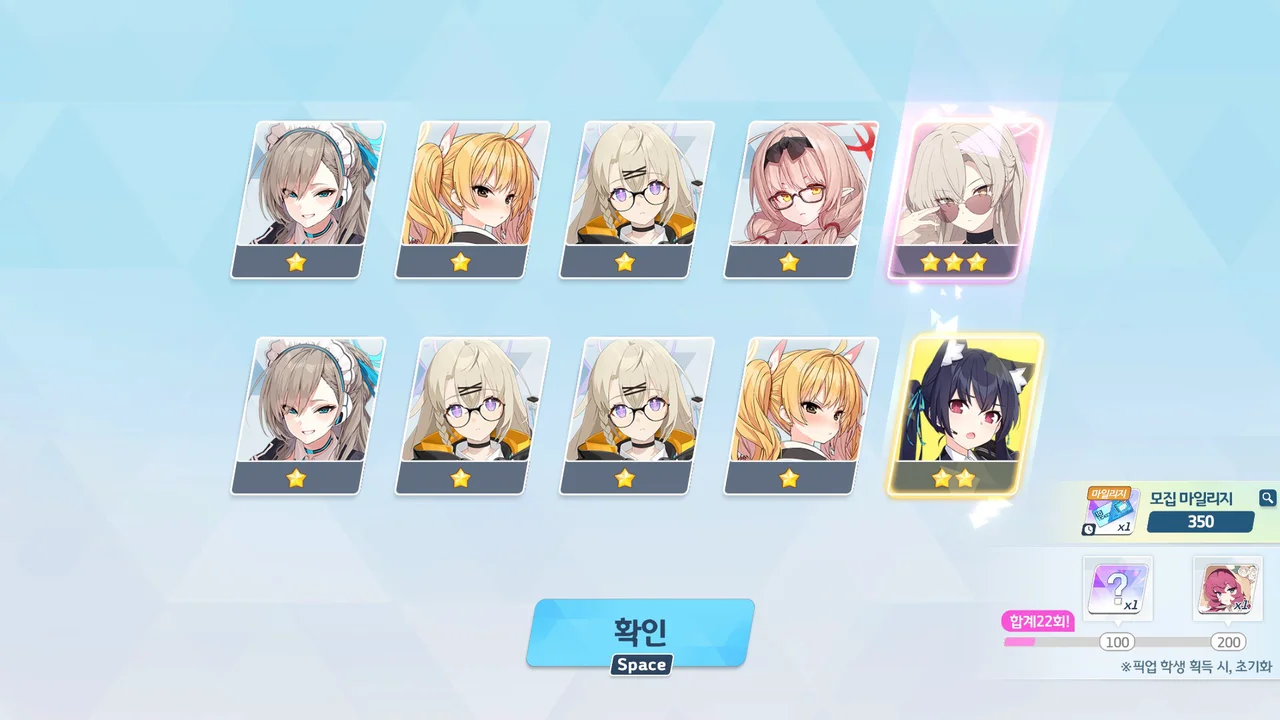 마일리지
x1
모집 마일리지
350
x1
x1
합계22회!
100
200
※픽업 학생 획득 시, 초기화
확인
Space